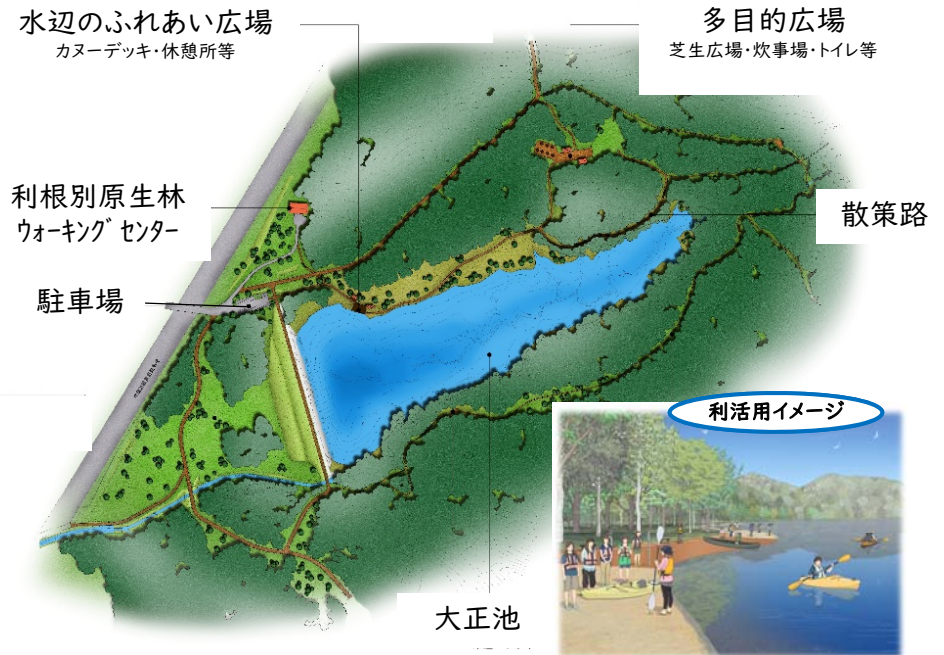 水辺のふれあい広場
カヌーデッキ・休憩所等
多目的広場
芝生広場・炊事場・トイレ等
利根別原生林
ウォーキングセンター
散策路
駐車場
利活用イメージ
大正池